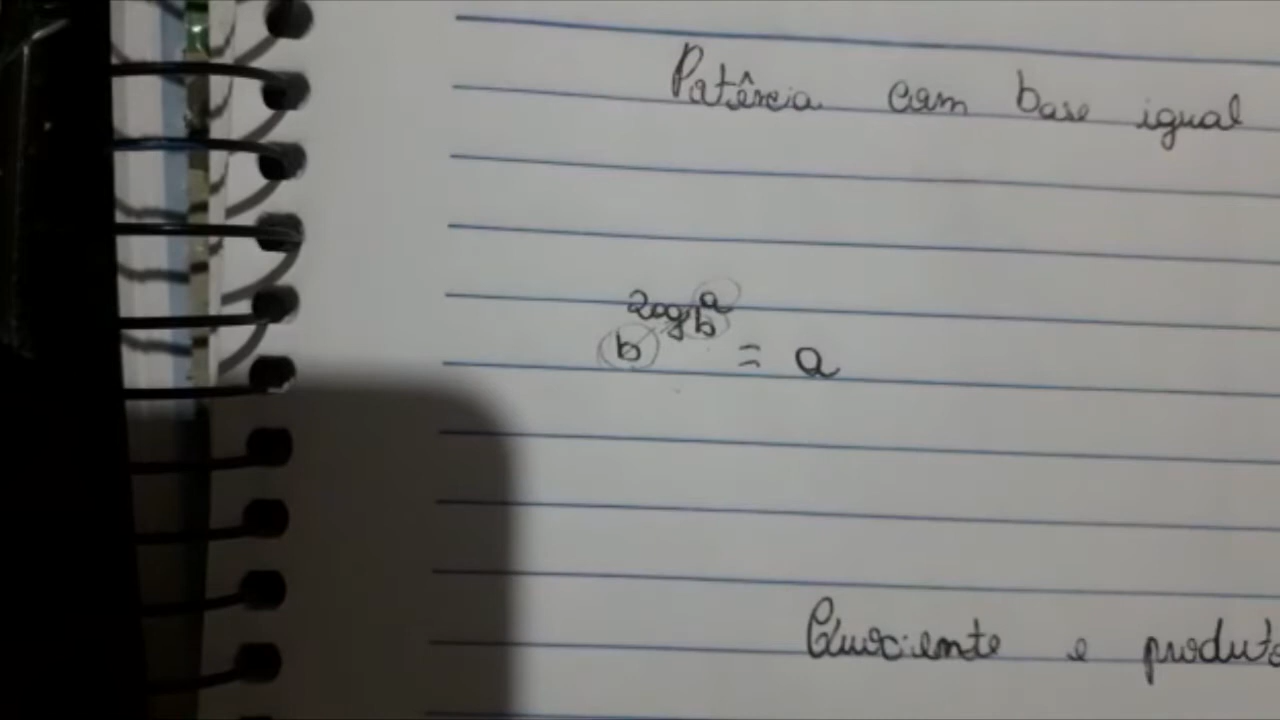 Potência com base igual
b^log_b^a = a
Quociente e produto